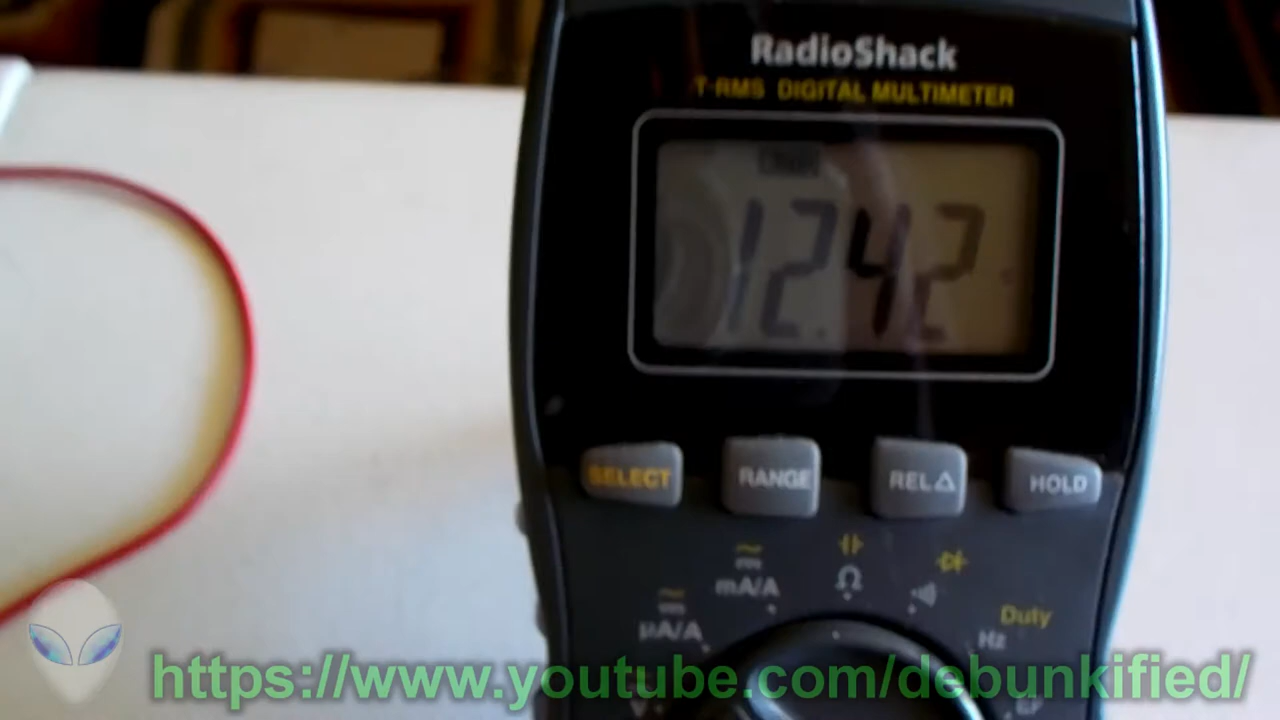 RadioShack
T-RMS DIGITAL MULTIMETER
12.42
SELECT RANGE REL△ HOLD
mA/A Ω
µA/A
Duty
Hz
https://www.youtube.com/debunkified/